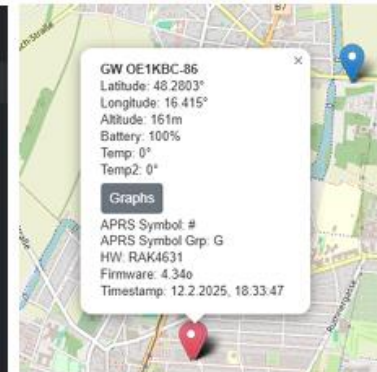 GW OE1KBC-86
Latitude: 48.2803°
Longitude: 16.415°
Altitude: 161m
Battery: 100%
Temp: 0°
Temp2: 0°
Graphs
APRS Symbol: #
APRS Symbol Grp: G
HW: RAK4631
Firmware: 4.34o
Timestamp: 12.2.2025, 18:33:47
×